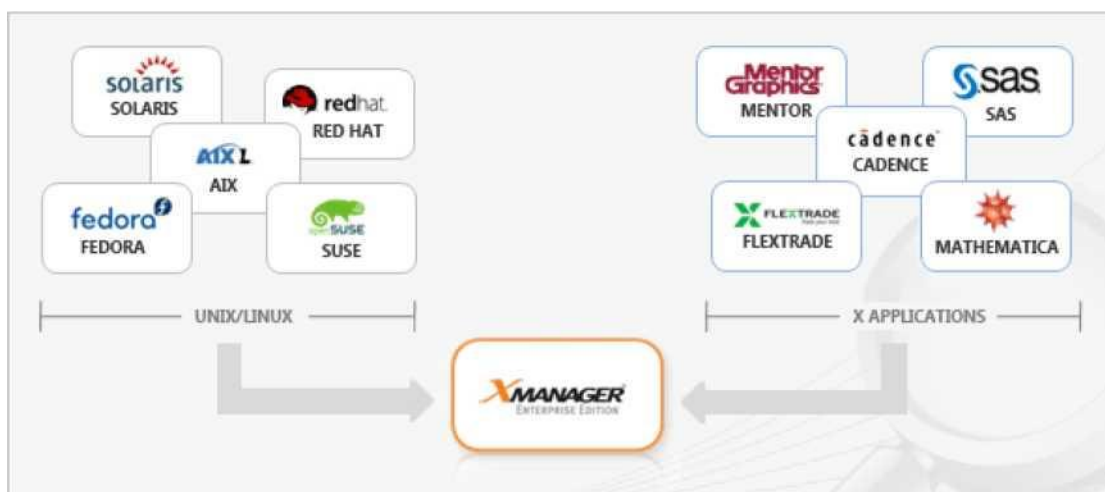 solaris
SOLARIS
redhat.
RED HAT
AIX L
AIX
fedora
FEDORA
openSUSE
SUSE
UNIX/LINUX
Mentor
Graphics
MENTOR
sas
SAS
cādence
CADENCE
FLEXTRADE
FLEXTRADE
MATHEMATICA
X APPLICATIONS
XMANAGER
ENTERPRISE EDITION